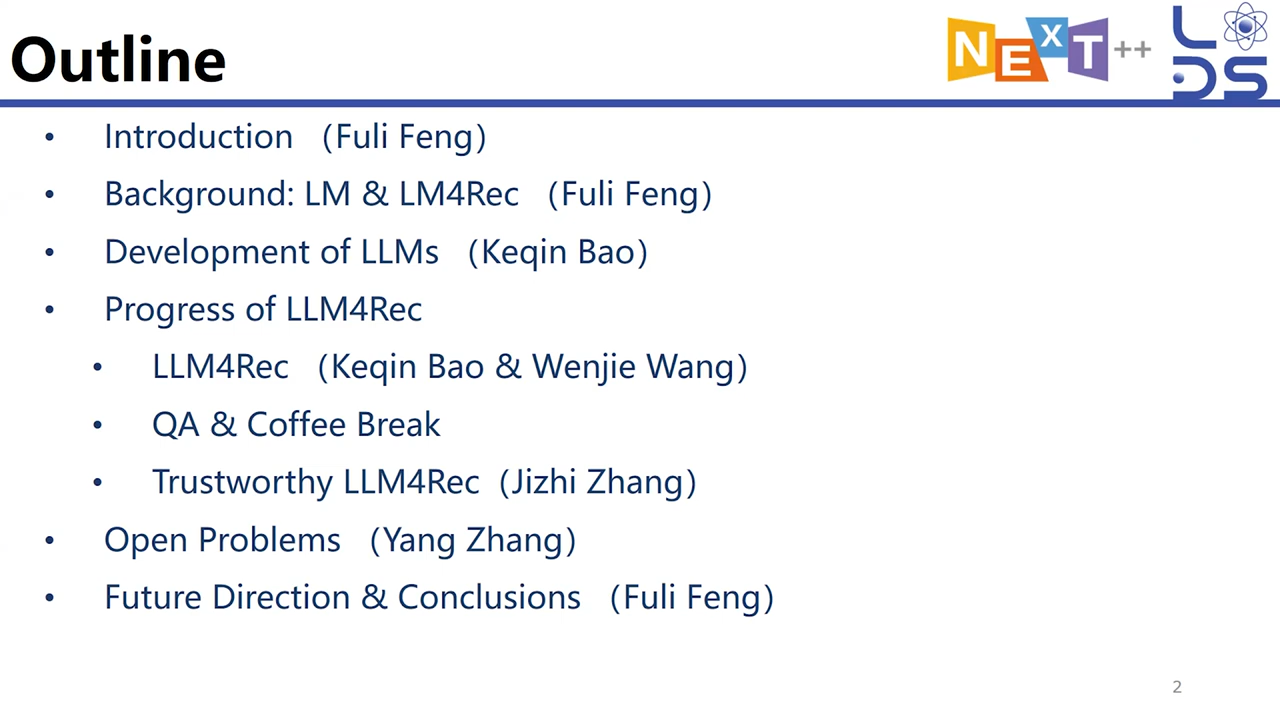 Outline
NExT++
LDS
• Introduction （Fuli Feng）
• Background: LM & LM4Rec （Fuli Feng）
• Development of LLMs （Keqin Bao）
• Progress of LLM4Rec
• LLM4Rec （Keqin Bao & Wenjie Wang）
• QA & Coffee Break
• Trustworthy LLM4Rec（Jizhi Zhang）
• Open Problems （Yang Zhang）
• Future Direction & Conclusions （Fuli Feng）
2